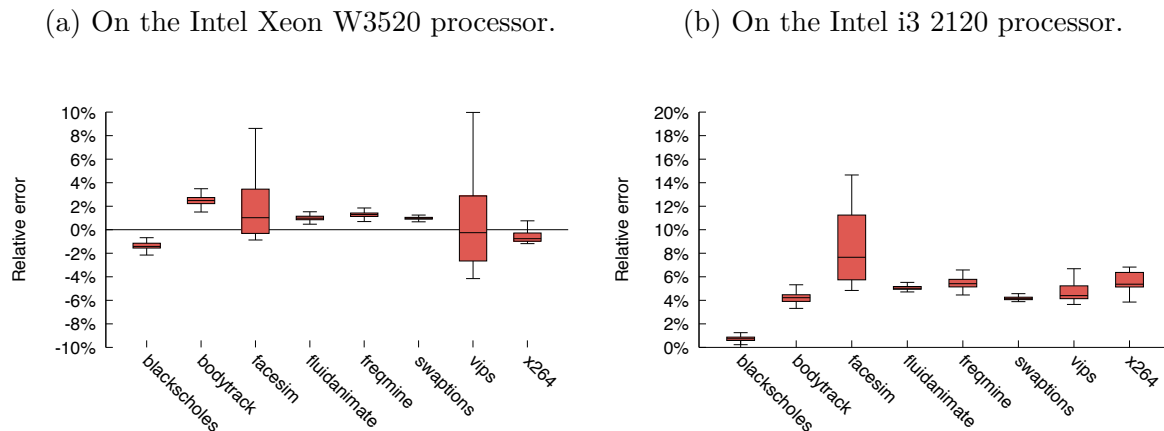 (a) On the Intel Xeon W3520 processor.
(b) On the Intel i3 2120 processor.
Relative error
10%
8%
6%
4%
2%
0%
-2%
-4%
-6%
-8%
-10%
blackscholes
bodytrack
facesim
fluidanimate
freqmine
swaptions
vips
x264
Relative error
20%
18%
16%
14%
12%
10%
8%
6%
4%
2%
0%
blackscholes
bodytrack
facesim
fluidanimate
freqmine
swaptions
vips
x264